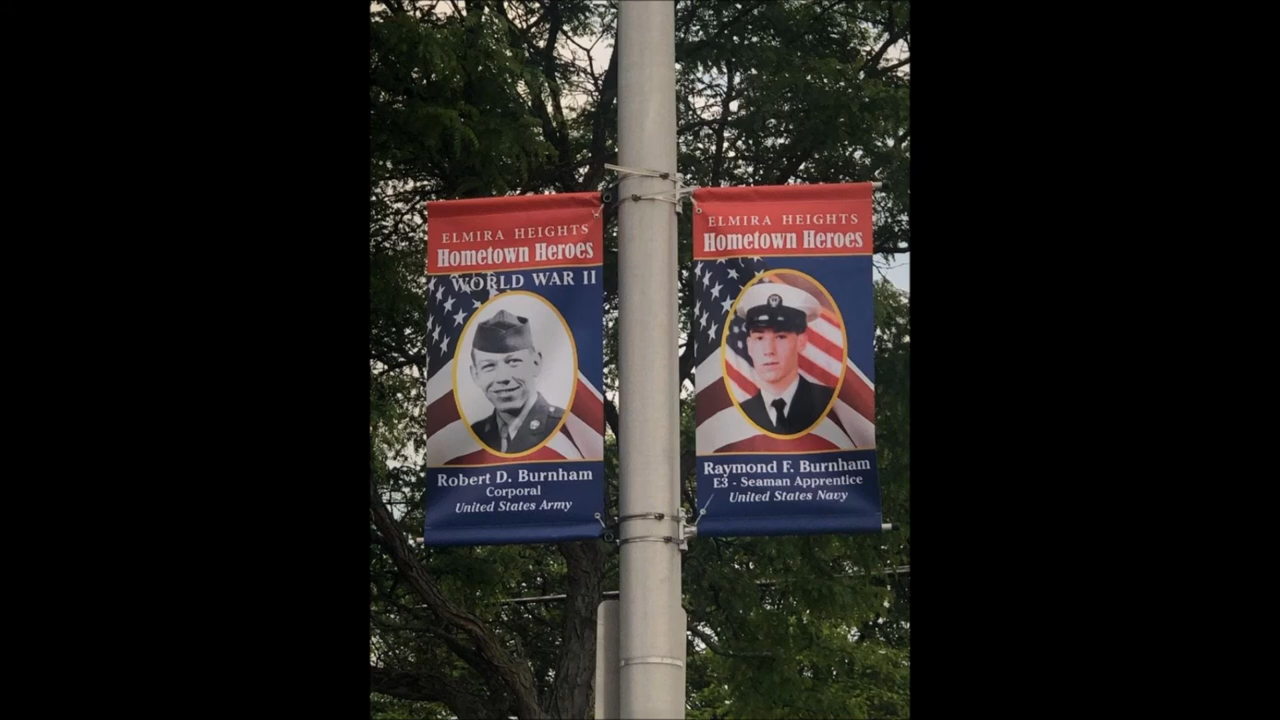 ELMIRA HEIGHTS
Hometown Heroes
WORLD WAR II
Robert D. Burnham
Corporal
United States Army
ELMIRA HEIGHTS
Hometown Heroes
Raymond F. Burnham
E3 - Seaman Apprentice
United States Navy